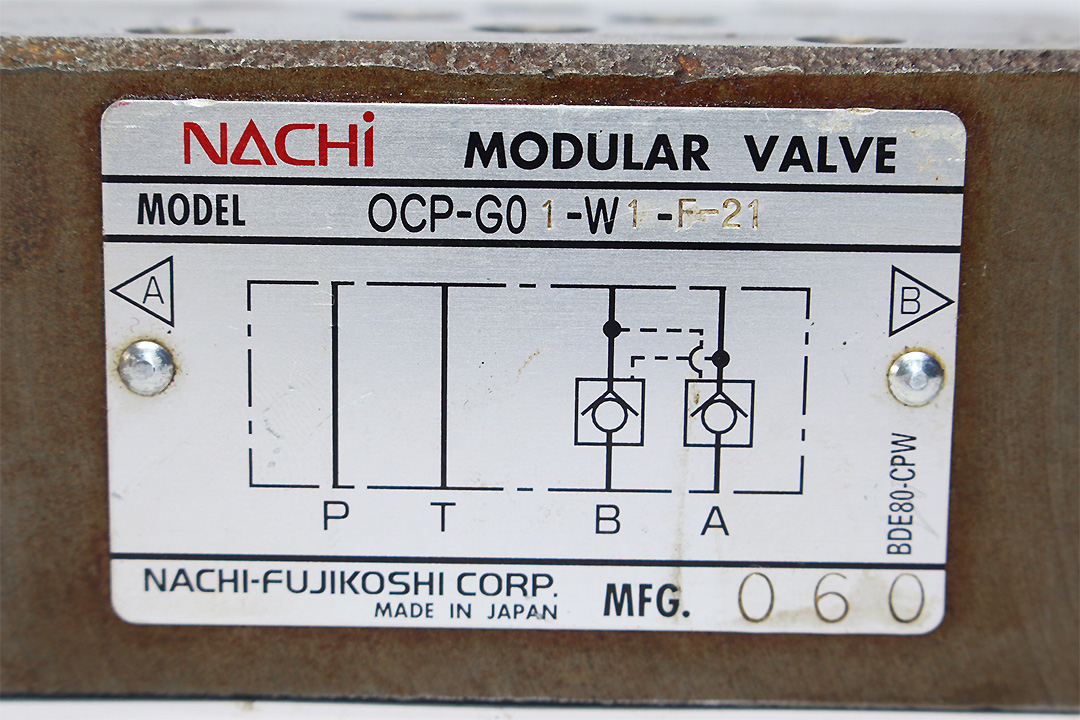 NACHi MODULAR VALVE
MODEL OCP-G01-W1-F-21
A B
P T B A
BDE80-CPW
NACHI-FUJIKOSHI CORP.
MADE IN JAPAN MFG. 060